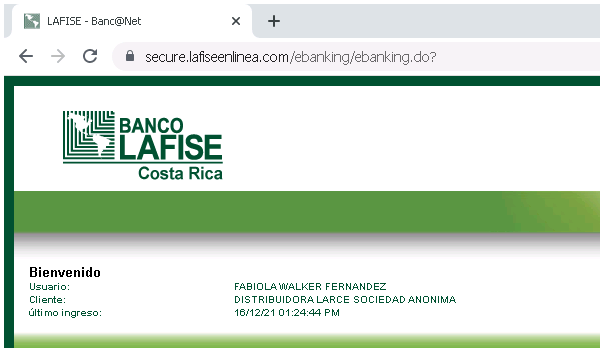 LAFISE - Banc@Net
secure.lafiseenlinea.com/ebanking/ebanking.do?
BANCO
LAFISE
Costa Rica
Bienvenido
Usuario: FABIOLA WALKER FERNANDEZ
Cliente: DISTRIBUIDORA LARCE SOCIEDAD ANONIMA
último ingreso: 16/12/21 01:24:44 PM